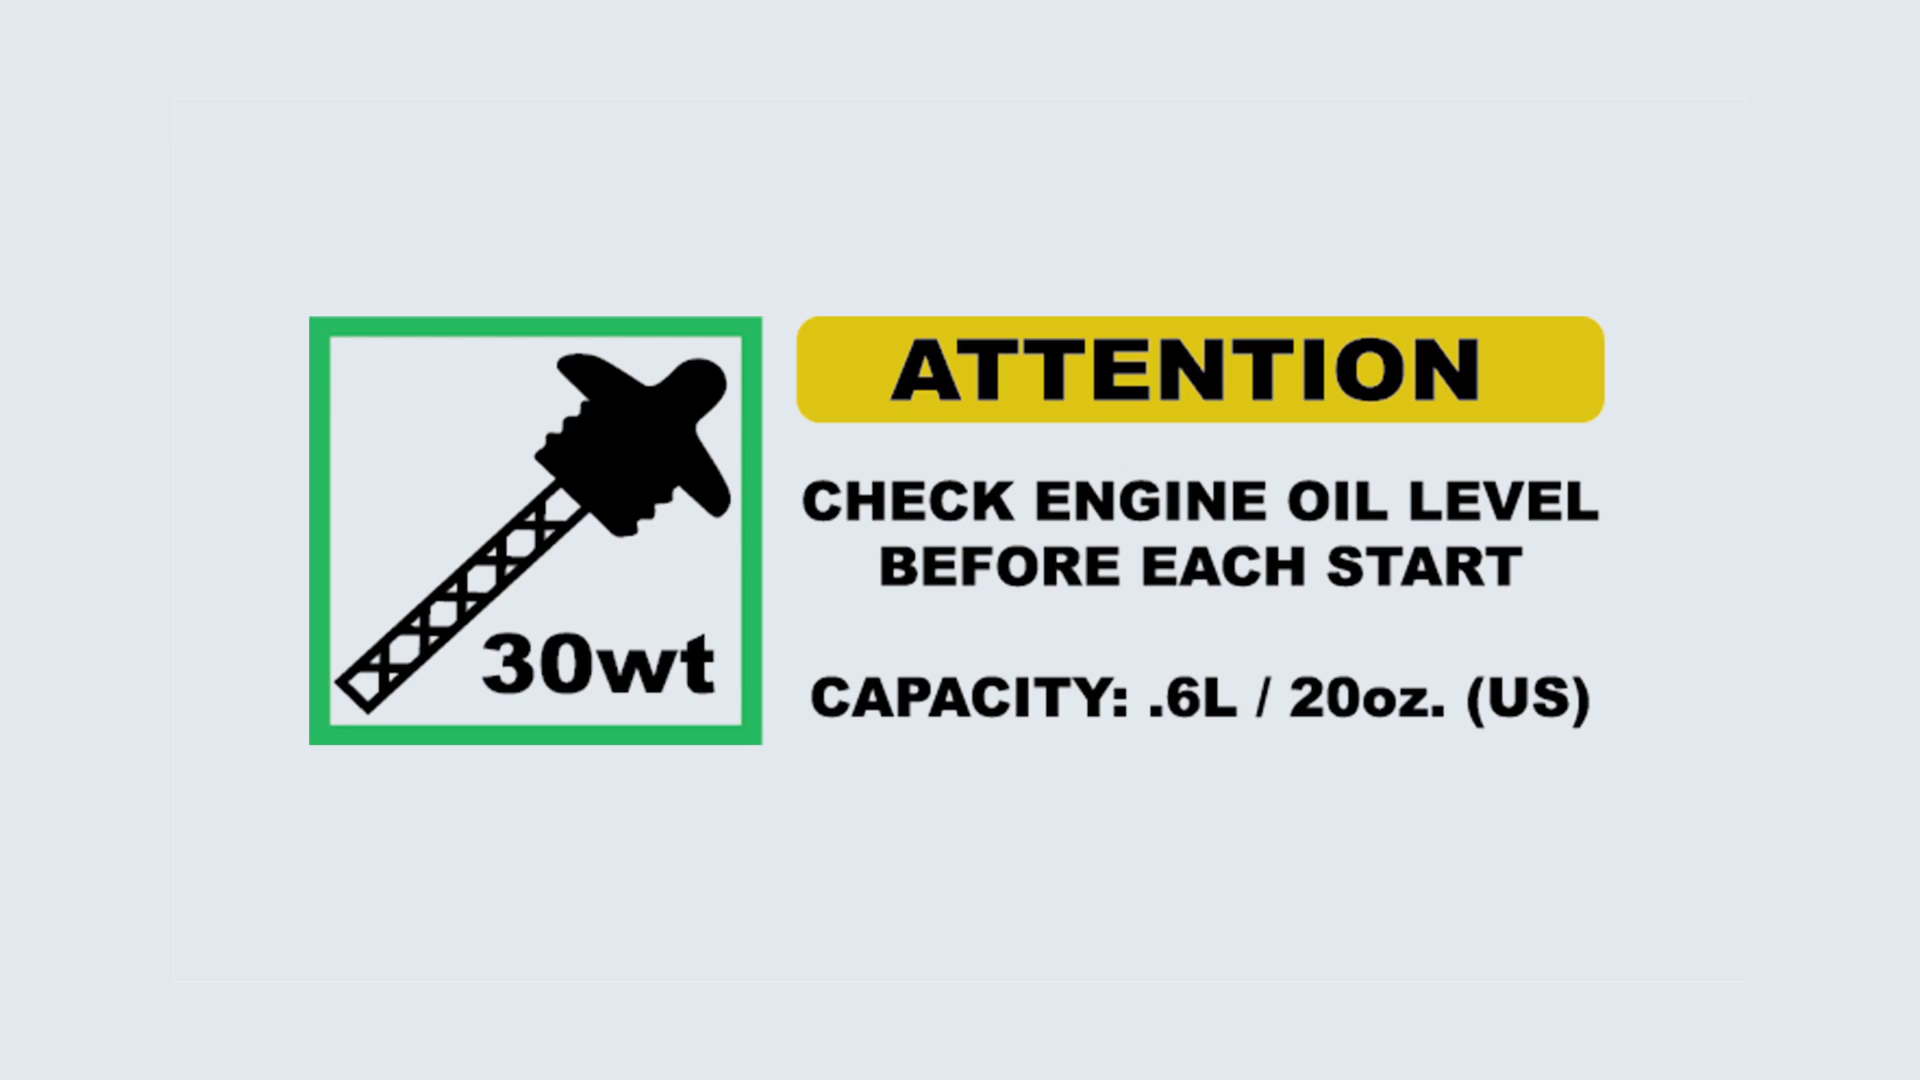 30wt
ATTENTION
CHECK ENGINE OIL LEVEL
BEFORE EACH START
CAPACITY: .6L / 20oz. (US)